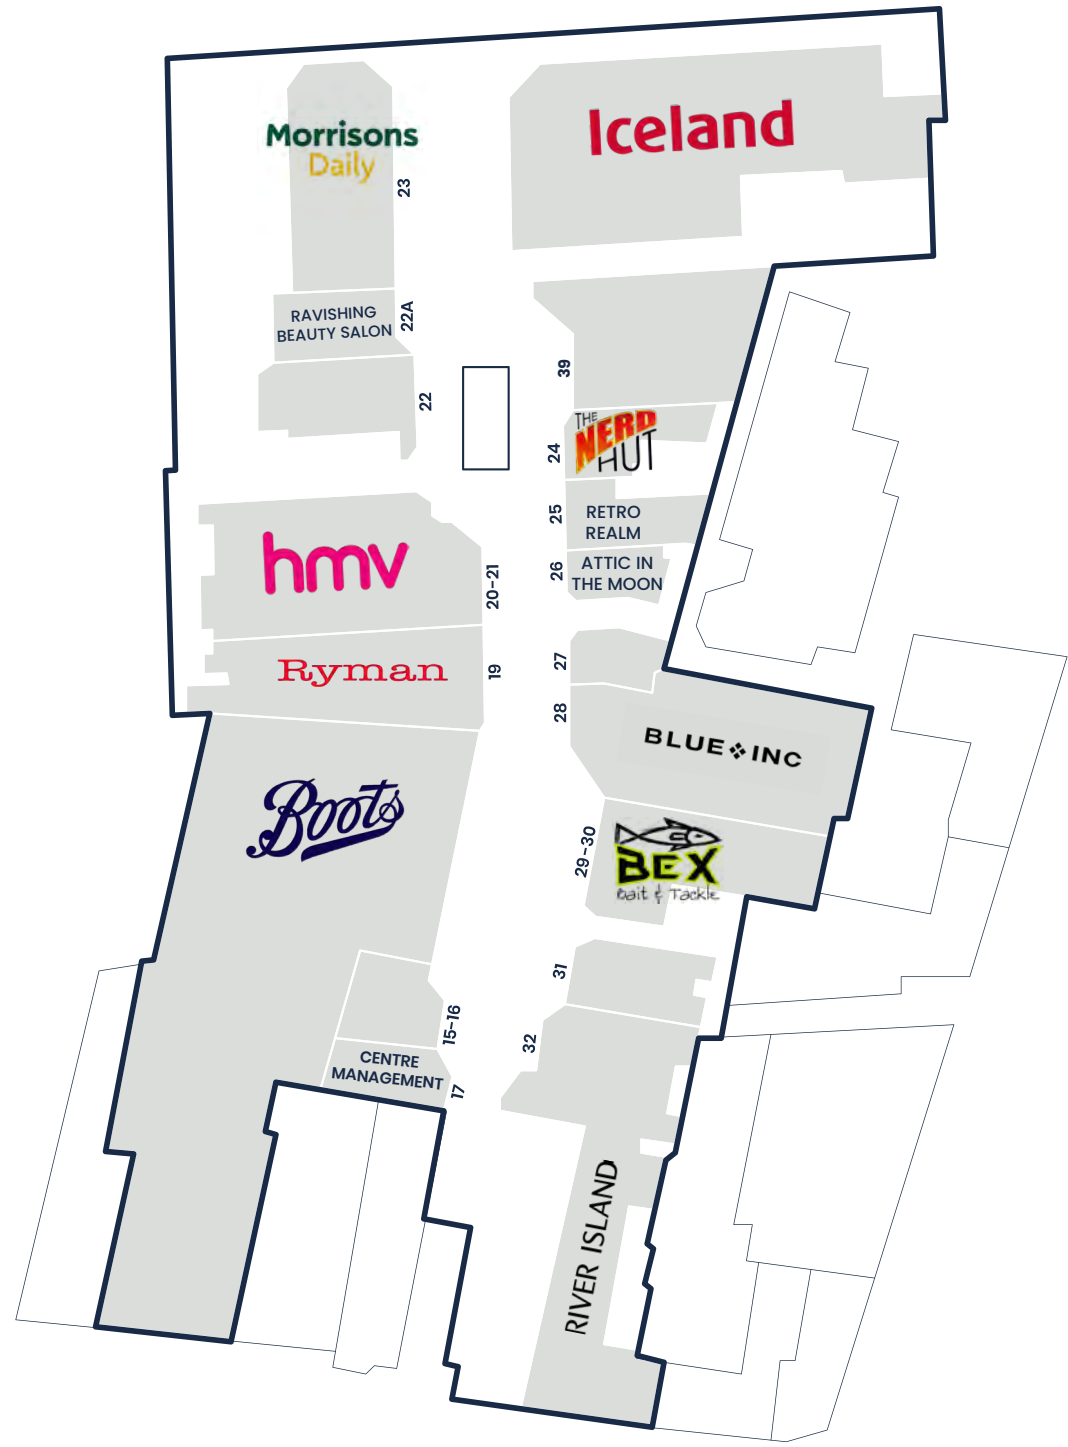 Morrisons
Daily
23
Iceland
RAVISHING
BEAUTY SALON
22A
22
39
THE
NERD
HUT
24
25
RETRO
REALM
26
ATTIC IN
THE MOON
hmv
20-21
Ryman
19
27
28
BLUE INC
Boots
29-30
BEX
Bait & Tackle
31
32
15-16
CENTRE
MANAGEMENT
17
RIVER ISLAND